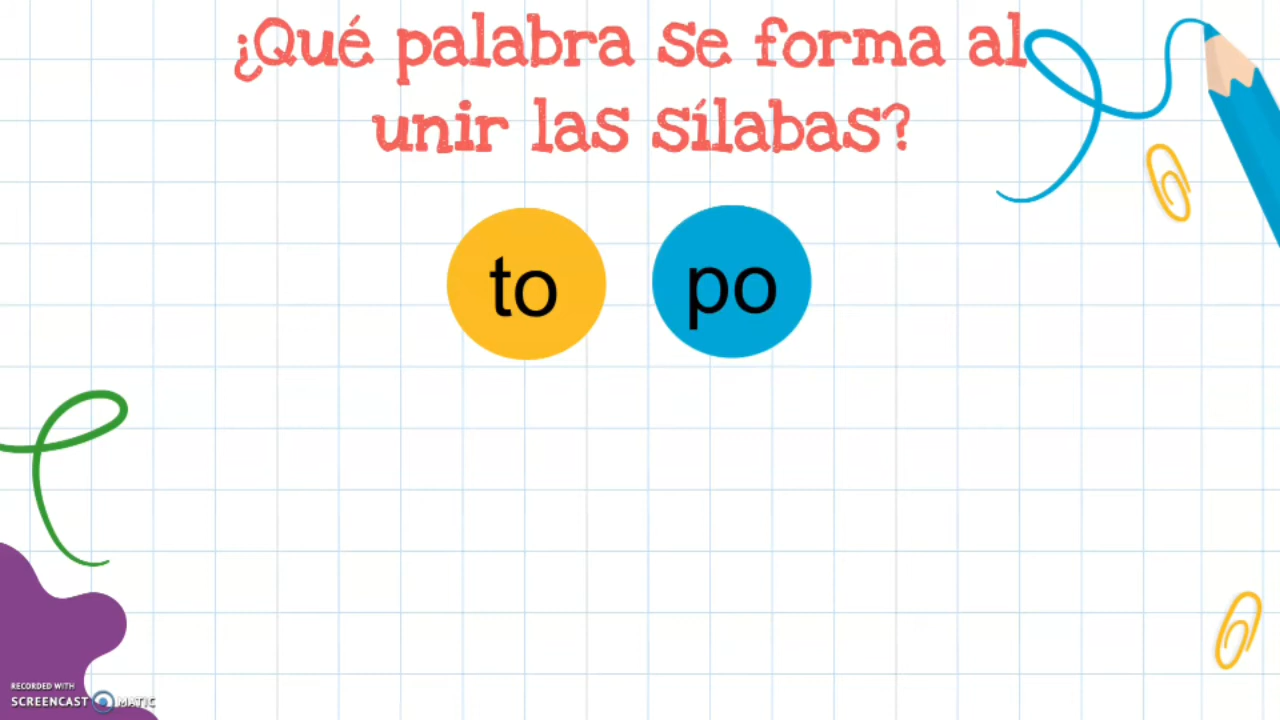 ¿Qué palabra se forma al
unir las sílabas?
to po
RECORDED WITH
SCREENCAST MATIC